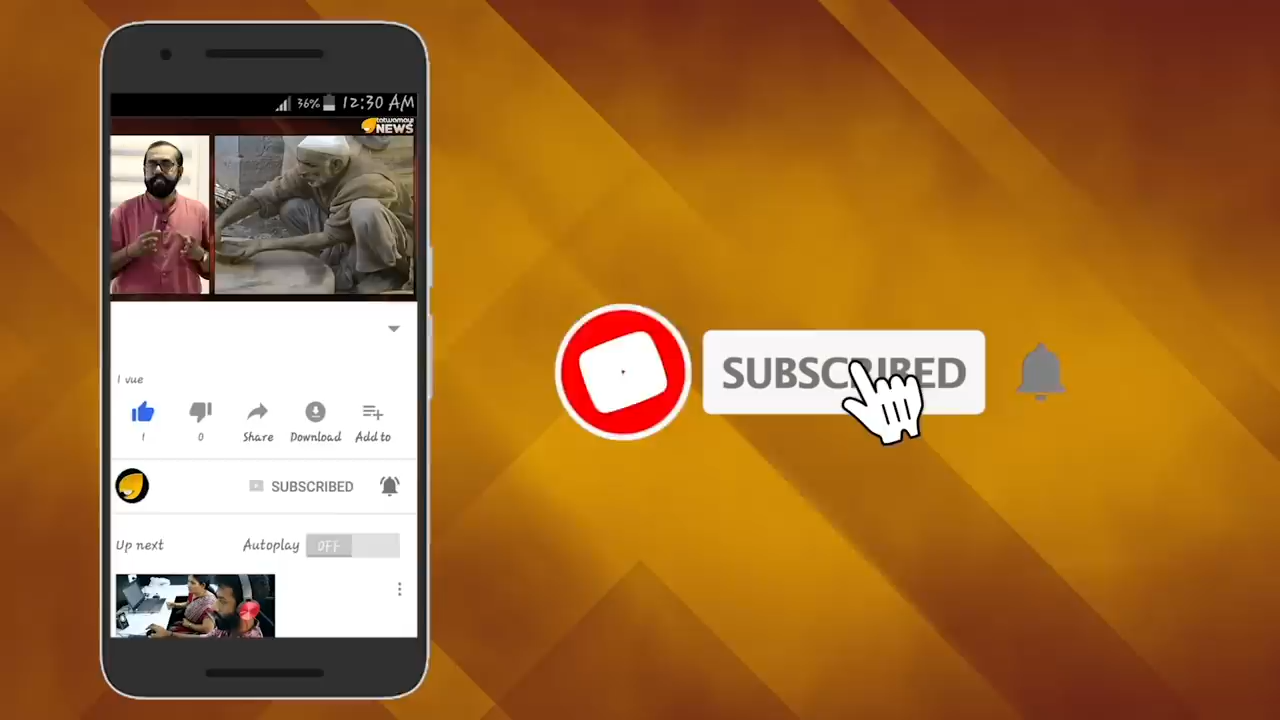 36% 12:30 AM
tatwamayi
NEWS
1 vue
1
0
Share
Download
Add to
SUBSCRIBED
Up next
Autoplay
OFF
SUBSCRIBED